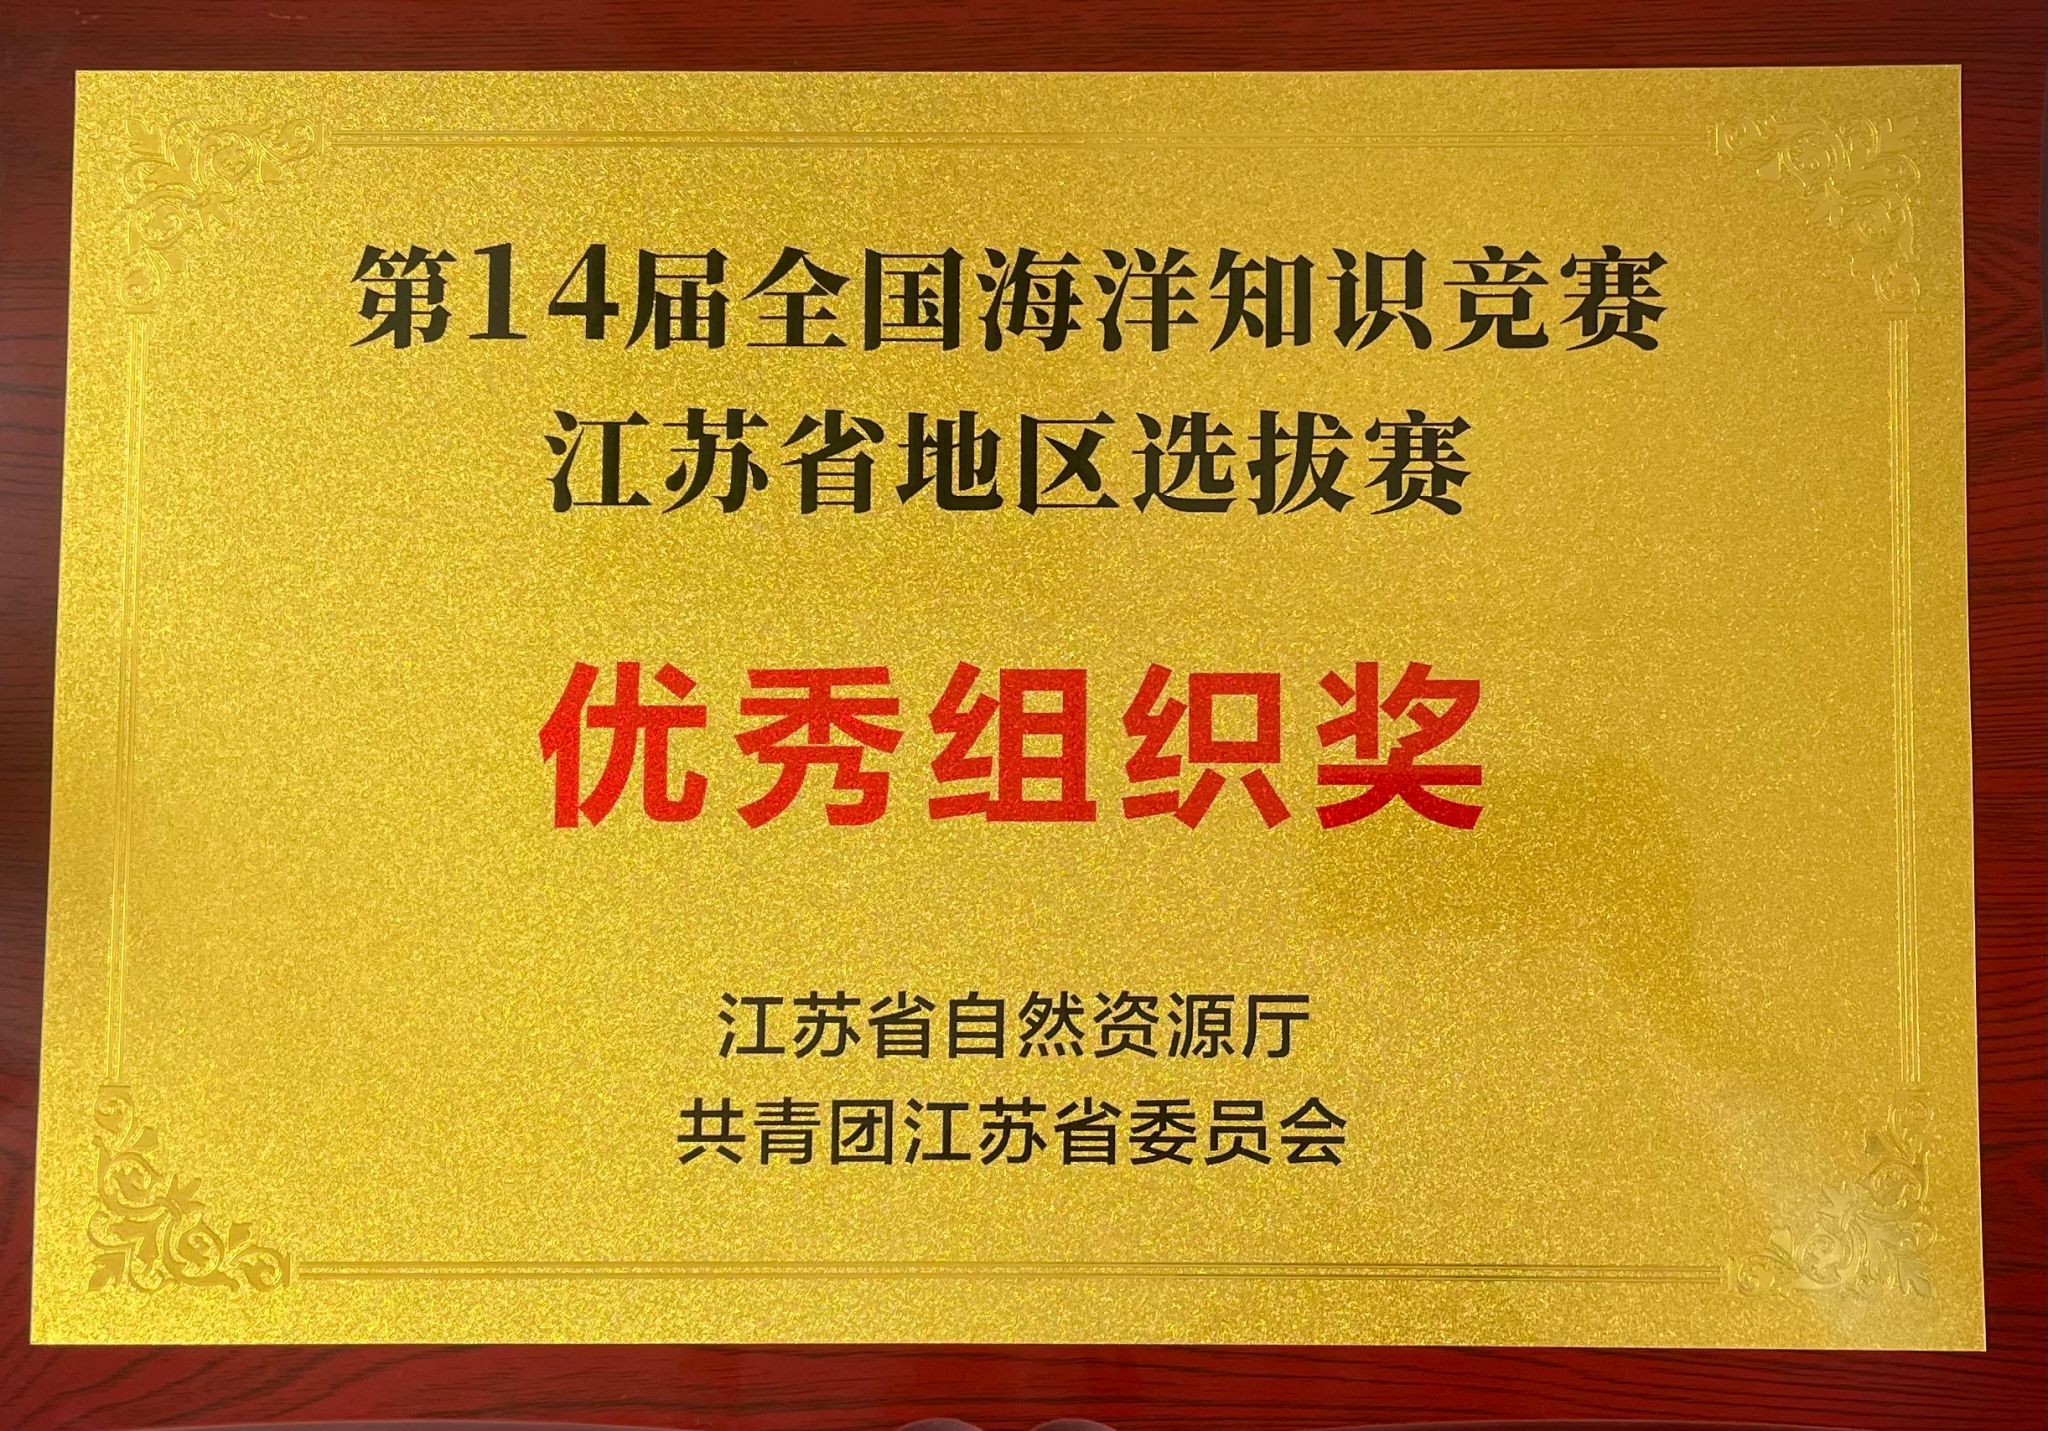 第14届全国海洋知识竞赛
江苏省地区选拔赛
优秀组织奖
江苏省自然资源厅
共青团江苏省委员会